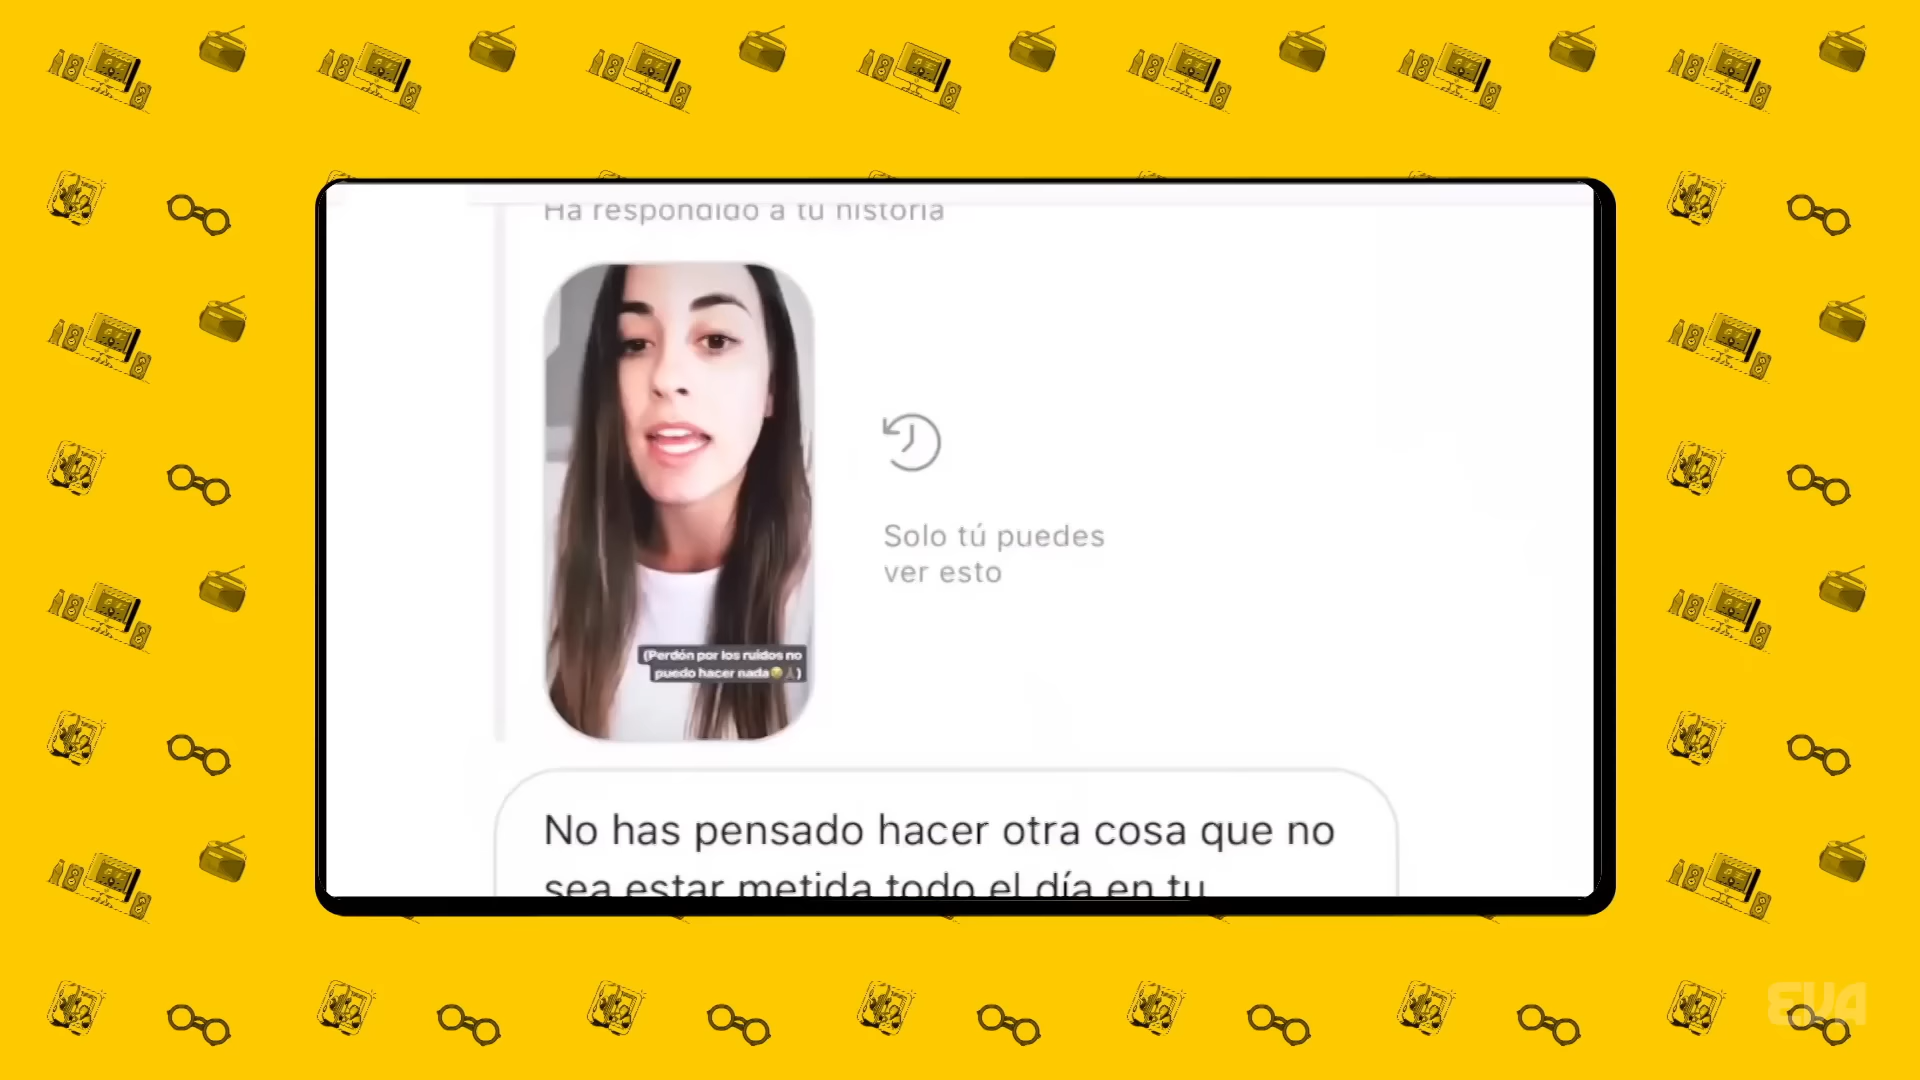 Ha respondido a tu historia
Solo tú puedes
ver esto
(Perdón por los ruidos no
puedo hacer nada😭🙏🏼)
No has pensado hacer otra cosa que no
sea estar metida todo el día en tu
EVA